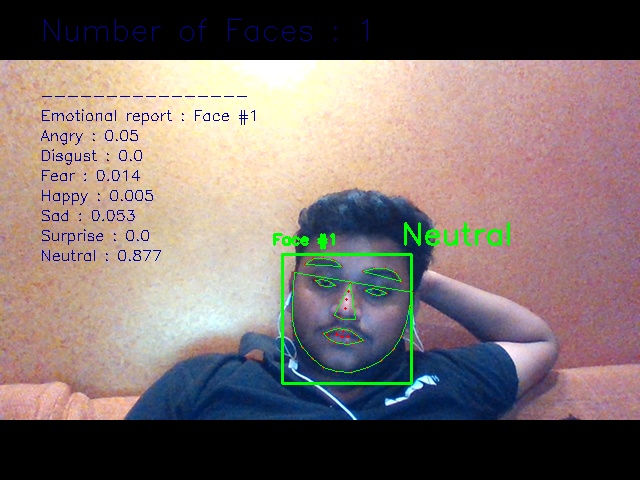 Number of Faces : 1
Emotional report : Face #1
Angry : 0.05
Disgust : 0.0
Fear : 0.014
Happy : 0.005
Sad : 0.053
Surprise : 0.0
Neutral : 0.877
Face #1
Neutral